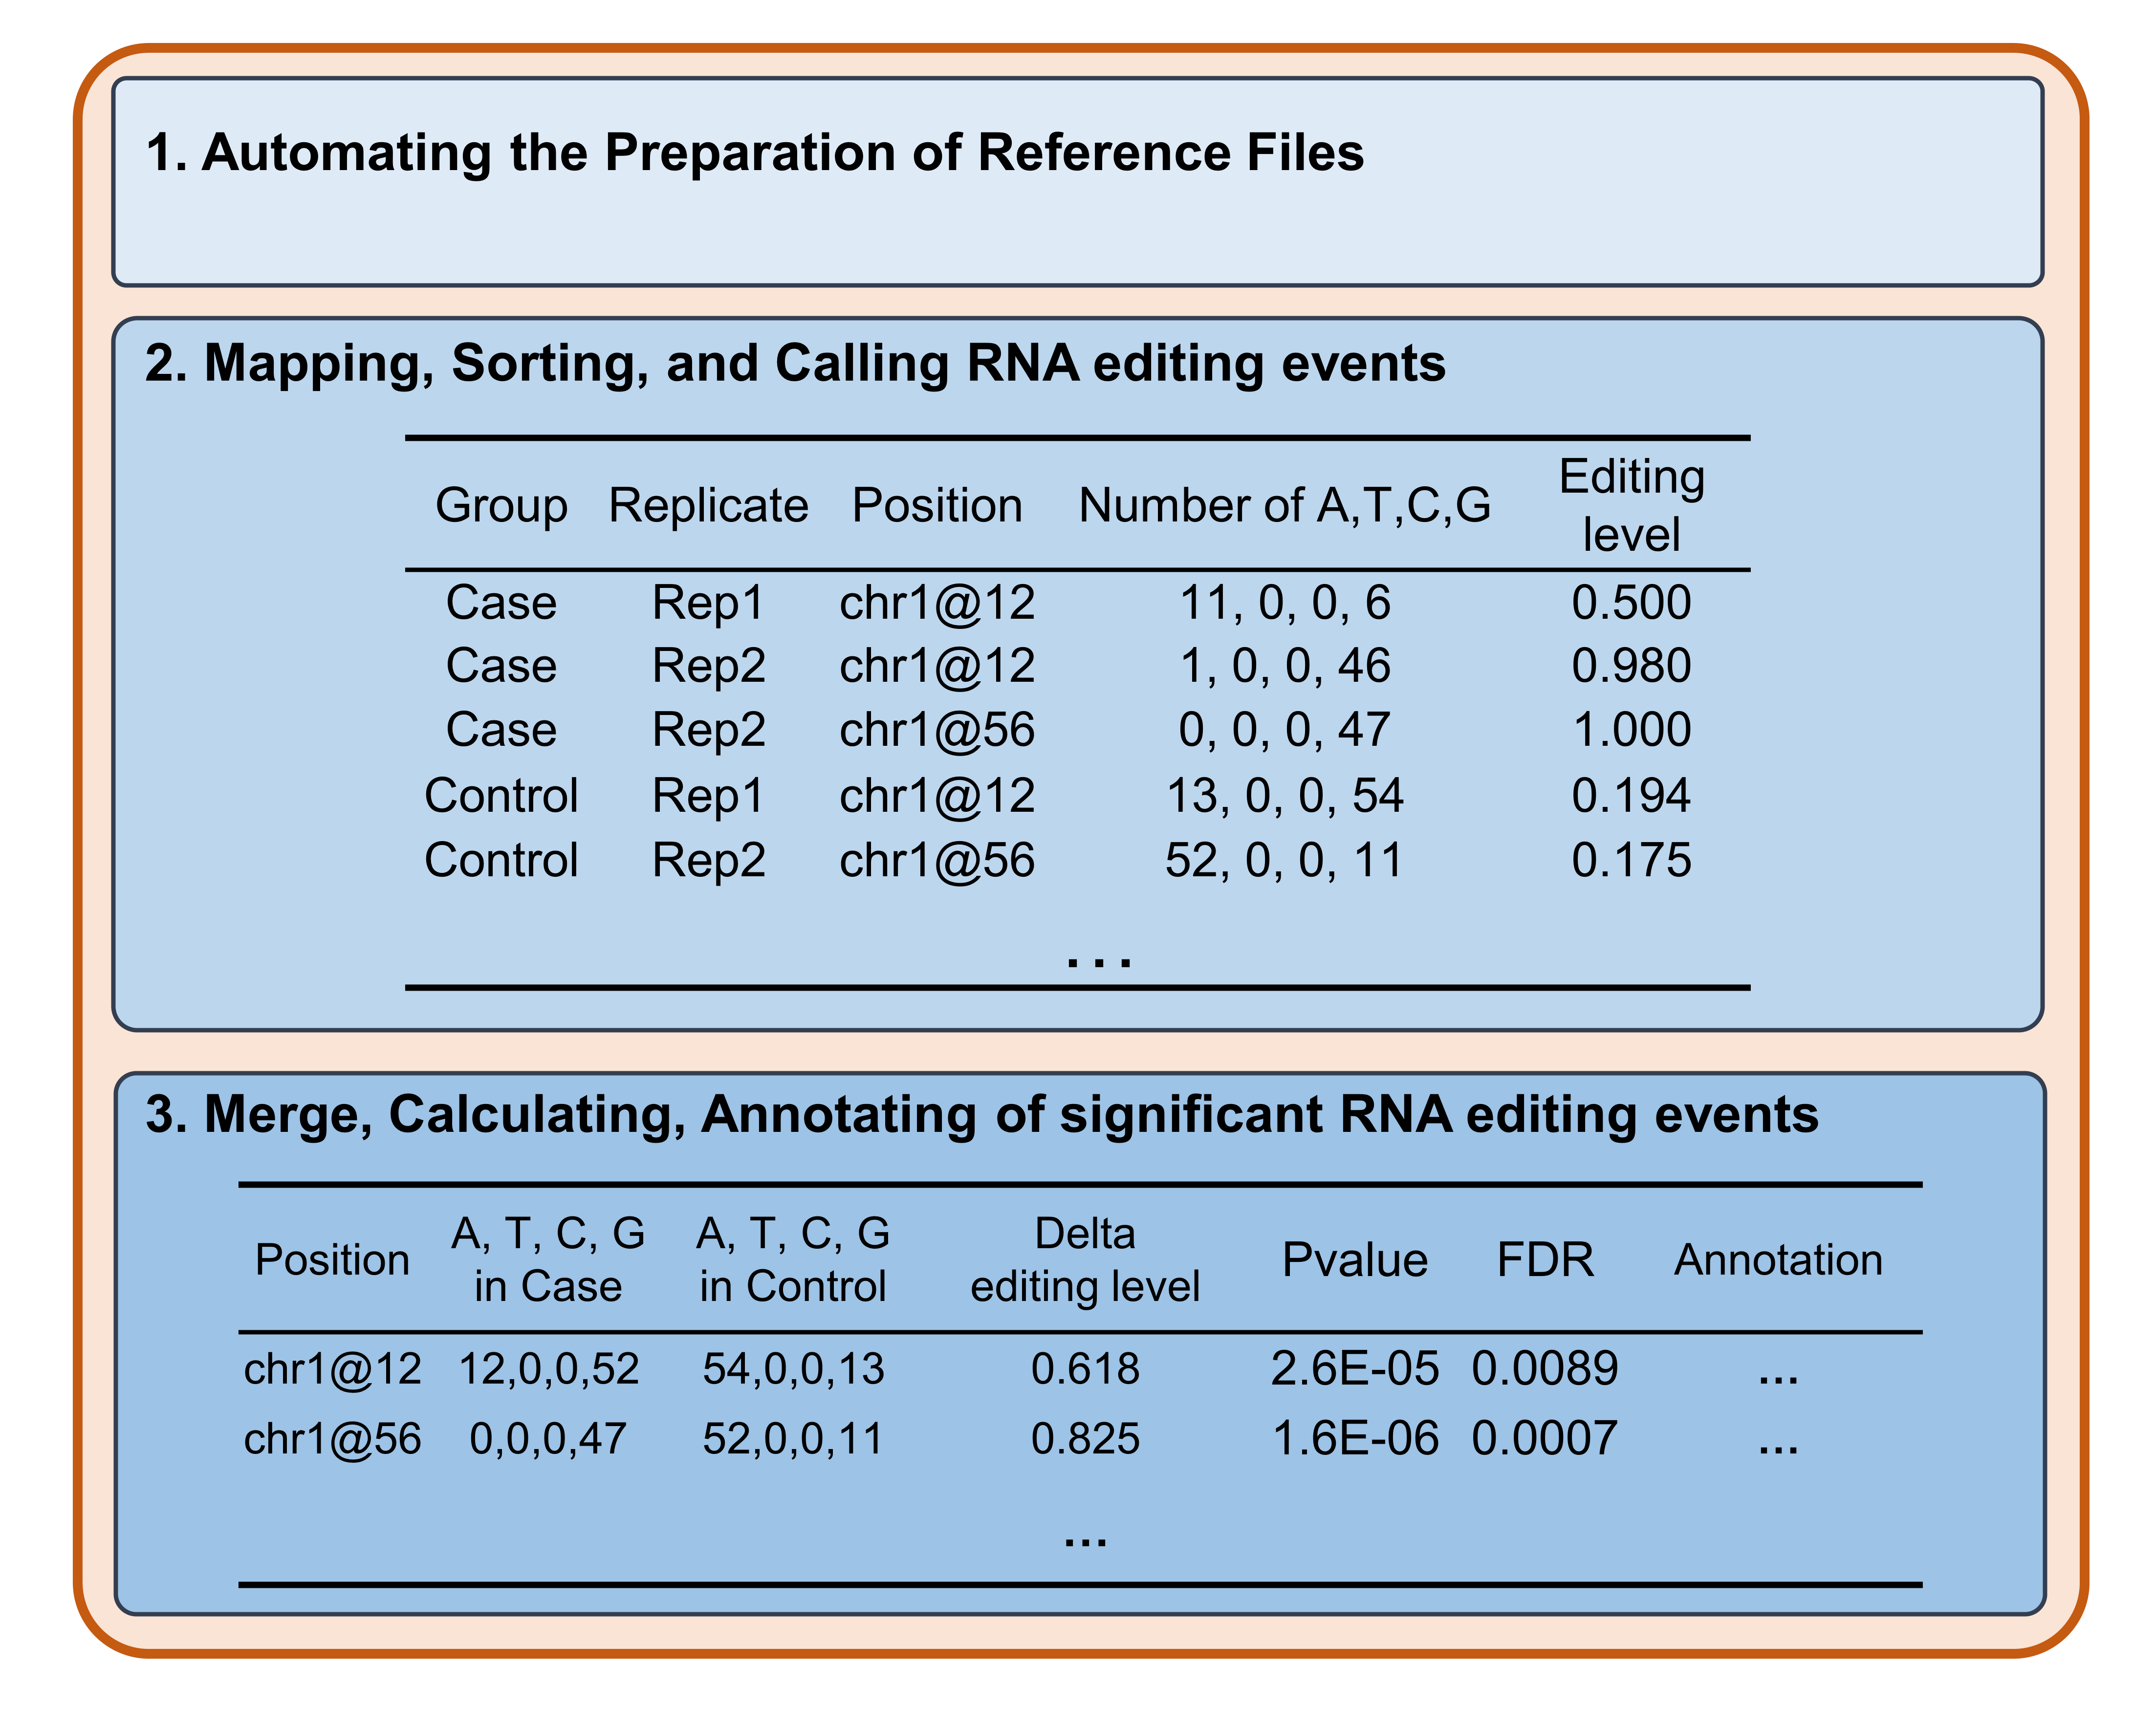 1. Automating the Preparation of Reference Files
2. Mapping, Sorting, and Calling RNA editing events
Group Replicate Position Number of A,T,C,G Editing level
Case Rep1 chr1@12 11, 0, 0, 6 0.500
Case Rep2 chr1@12 1, 0, 0, 46 0.980
Case Rep2 chr1@56 0, 0, 0, 47 1.000
Control Rep1 chr1@12 13, 0, 0, 54 0.194
Control Rep2 chr1@56 52, 0, 0, 11 0.175
...
3. Merge, Calculating, Annotating of significant RNA editing events
Position A, T, C, G in Case A, T, C, G in Control Delta editing level Pvalue FDR Annotation
chr1@12 12,0,0,52 54,0,0,13 0.618 2.6E-05 0.0089 ...
chr1@56 0,0,0,47 52,0,0,11 0.825 1.6E-06 0.0007 ...
...